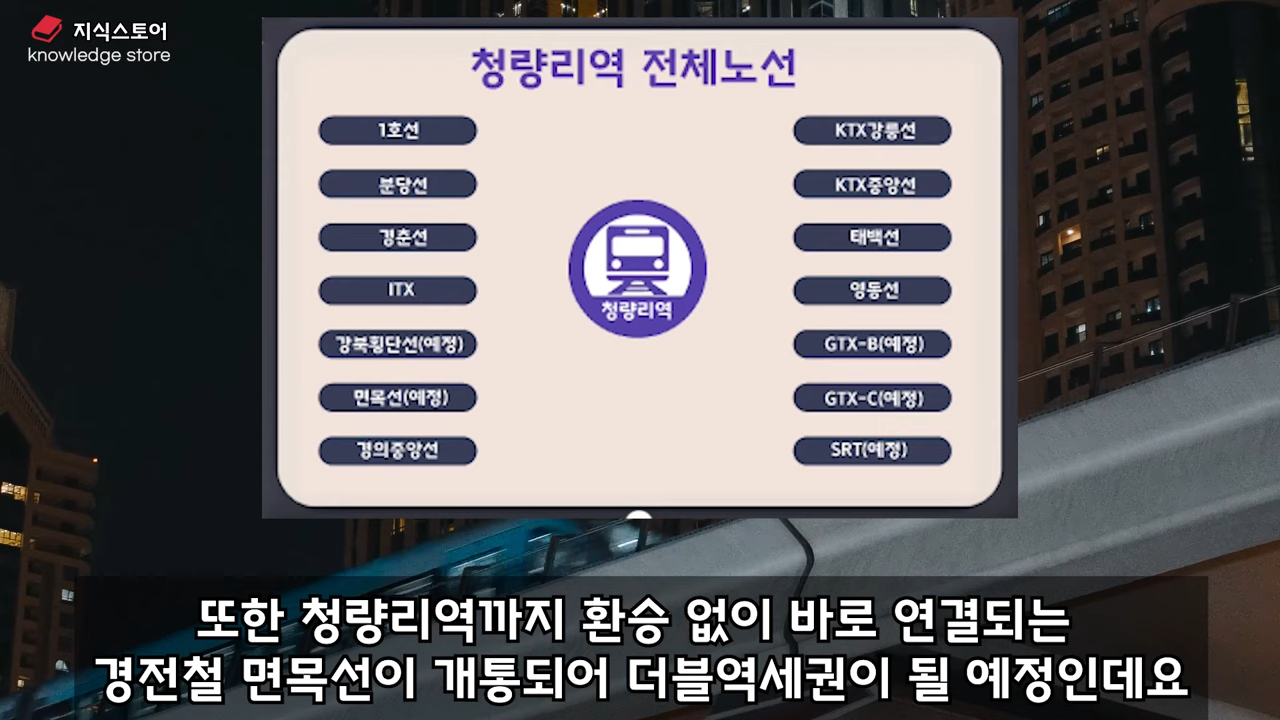 지식스토어
knowledge store
청량리역 전체노선
1호선
분당선
경춘선
ITX
강북횡단선(예정)
면목선(예정)
경의중앙선
청량리역
KTX강릉선
KTX중앙선
태백선
영동선
GTX-B(예정)
GTX-C(예정)
SRT(예정)
또한 청량리역까지 환승 없이 바로 연결되는
경전철 면목선이 개통되어 더블역세권이 될 예정인데요